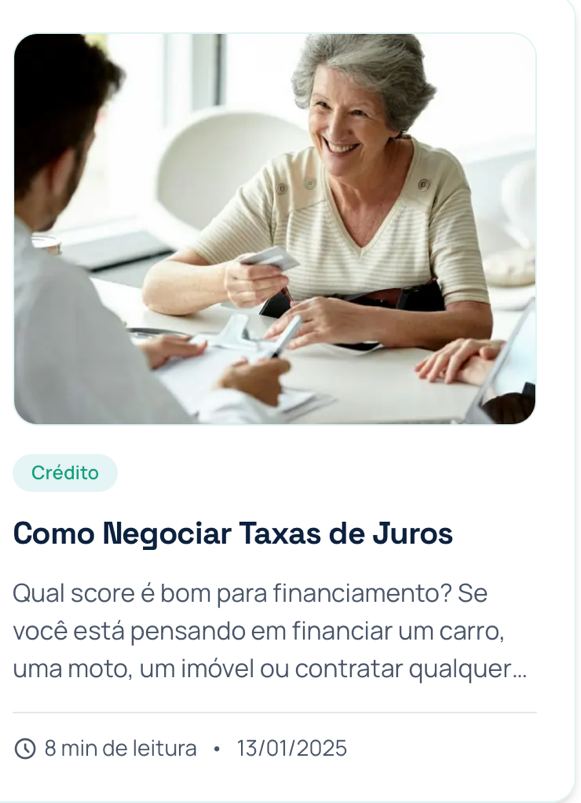 Crédito
Como Negociar Taxas de Juros
Qual score é bom para financiamento? Se
você está pensando em financiar um carro,
uma moto, um imóvel ou contratar qualquer...
8 min de leitura • 13/01/2025